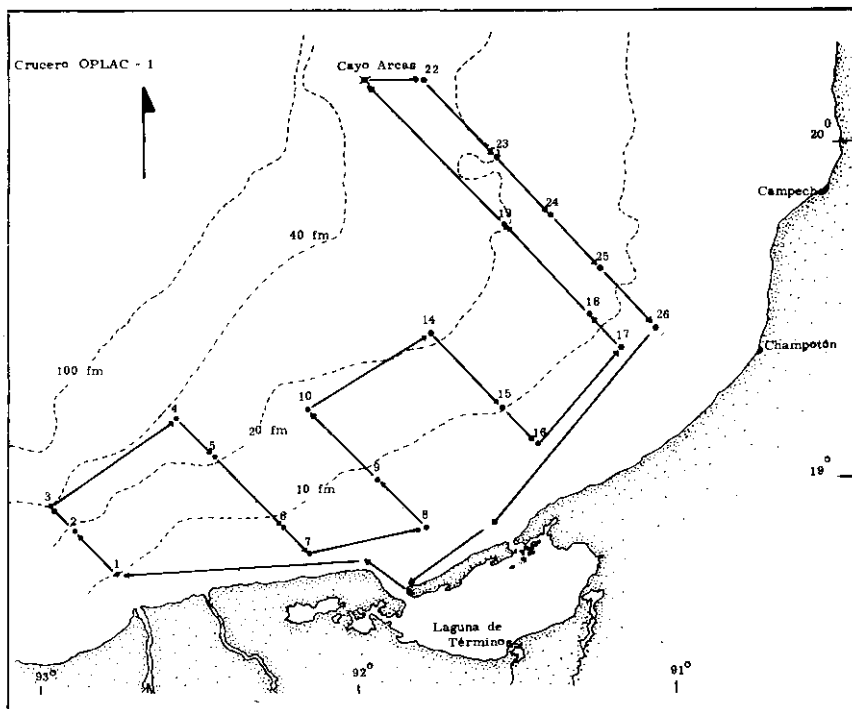 Crucero OPLAC - 1
Cayo Arcas
22
23
20°
24
Campeche
19
40 fm
25
18
26
14
17
Champotón
100 fm
10
15
4
20 fm
16
5
19°
9
10 fm
3
2
6
8
7
1
Laguna de
Términos
93°
92°
91°